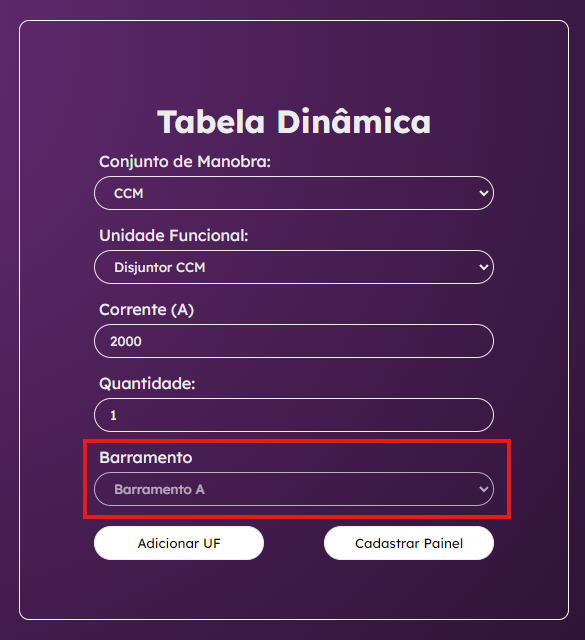 Tabela Dinâmica
Conjunto de Manobra:
CCM
Unidade Funcional:
Disjuntor CCM
Corrente (A)
2000
Quantidade:
1
Barramento
Barramento A
Adicionar UF
Cadastrar Painel